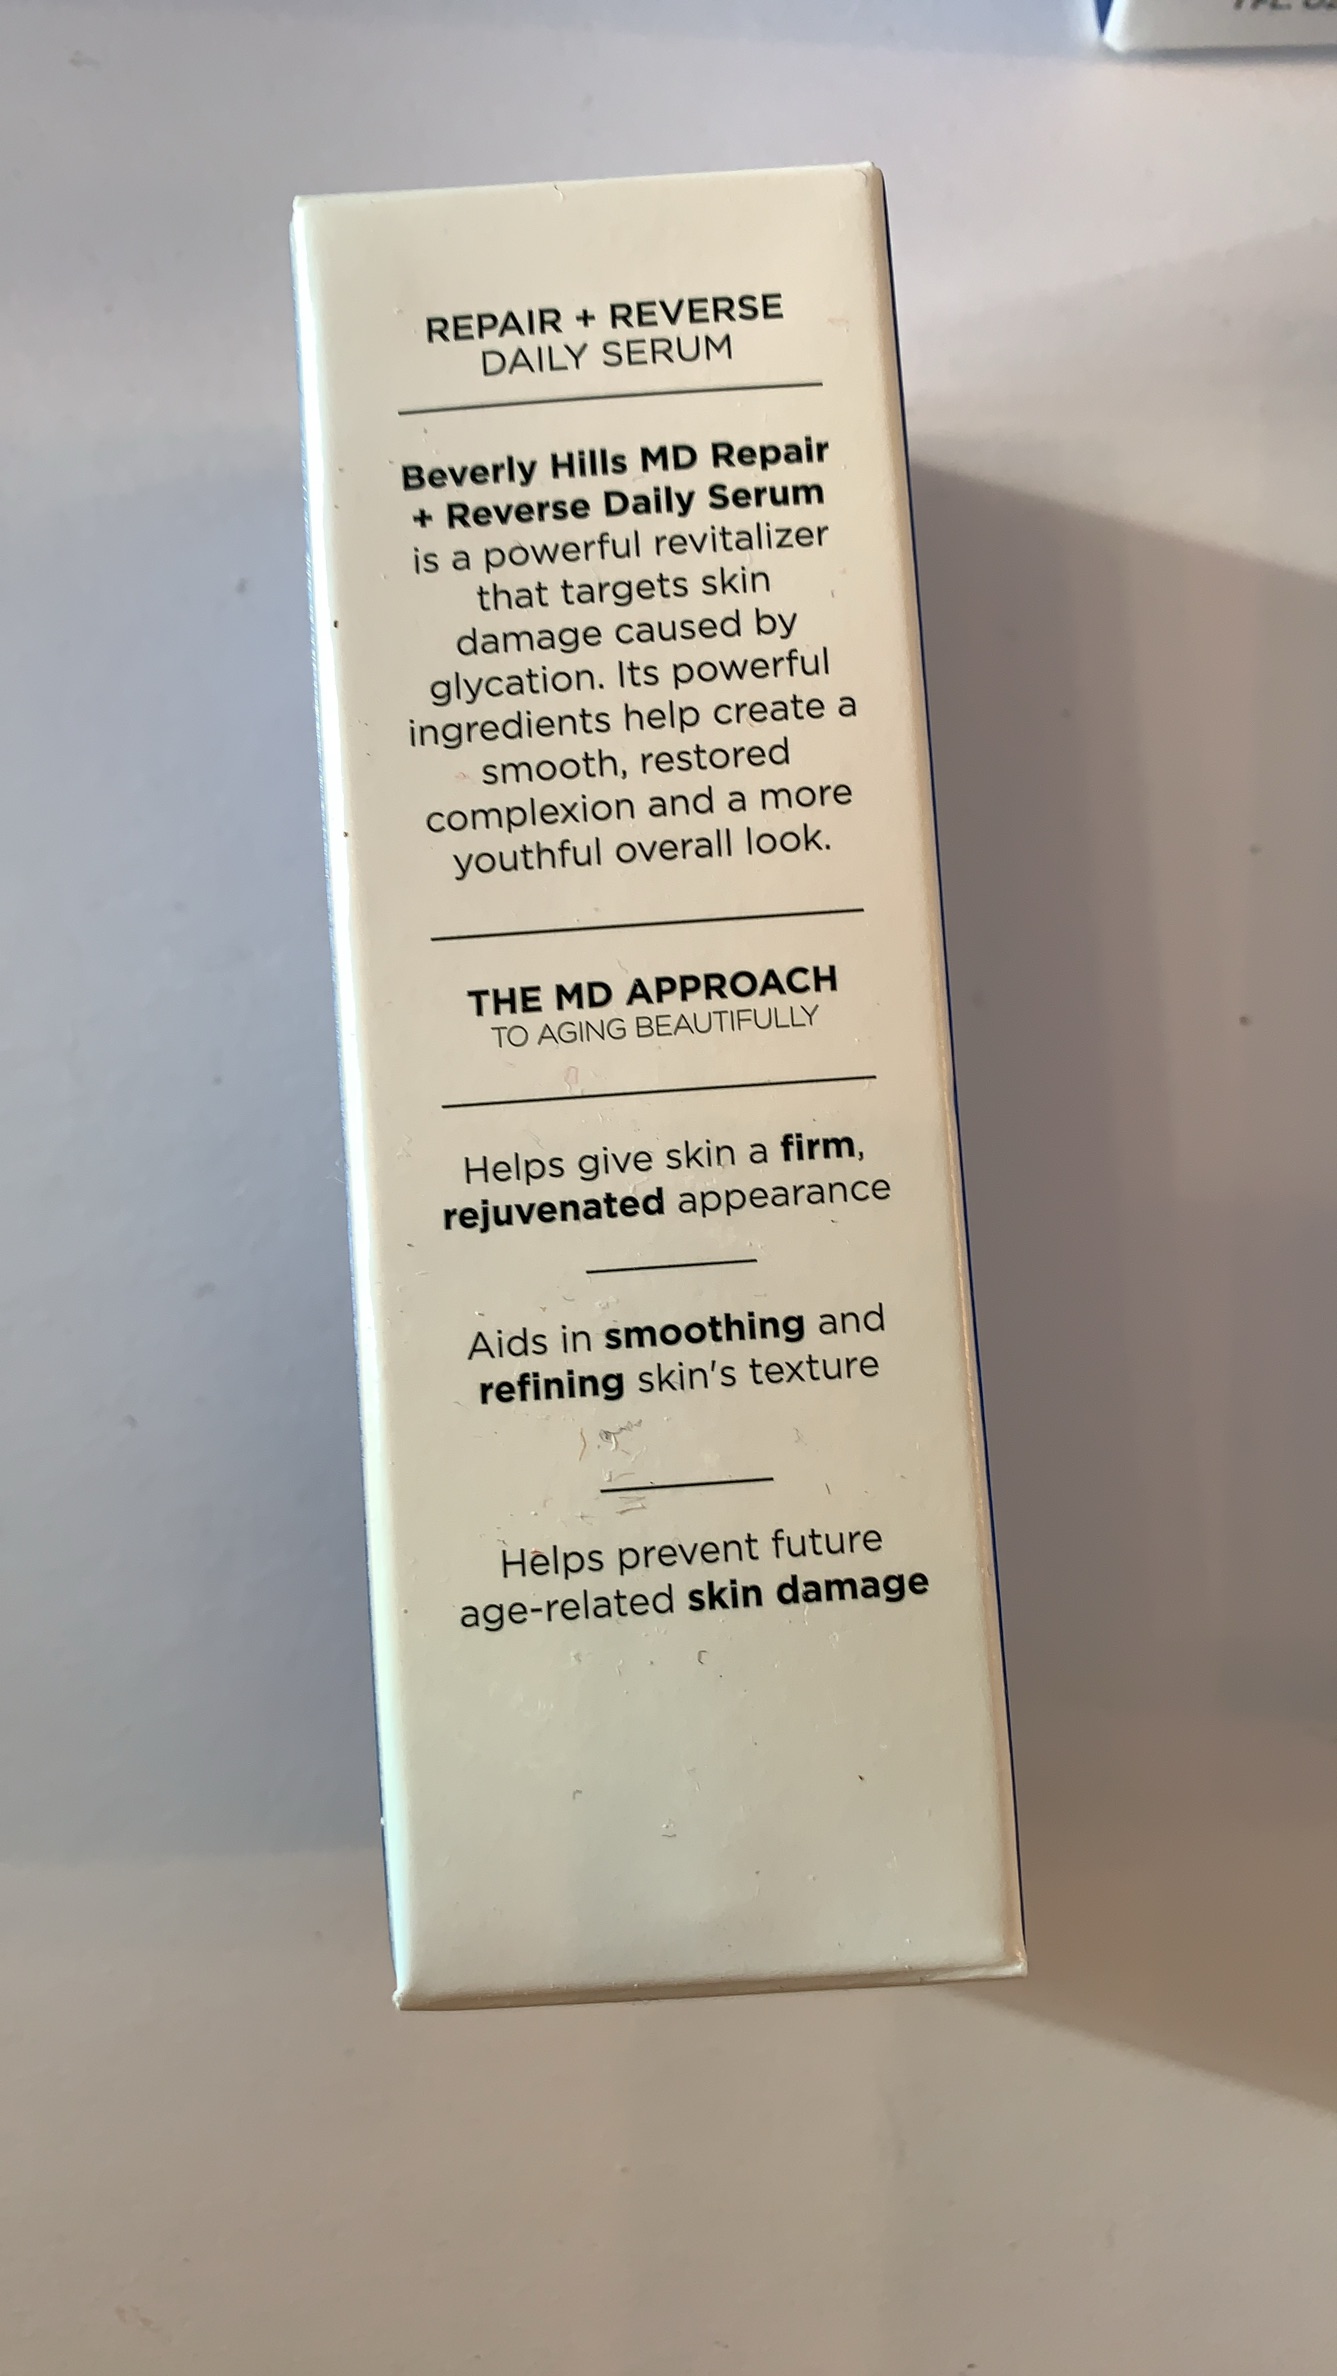 REPAIR + REVERSE
DAILY SERUM
Beverly Hills MD Repair
+ Reverse Daily Serum
is a powerful revitalizer
that targets skin
damage caused by
glycation. Its powerful
ingredients help create a
smooth, restored
complexion and a more
youthful overall look.
THE MD APPROACH
TO AGING BEAUTIFULLY
Helps give skin a firm,
rejuvenated appearance
Aids in smoothing and
refining skin's texture
Helps prevent future
age-related skin damage